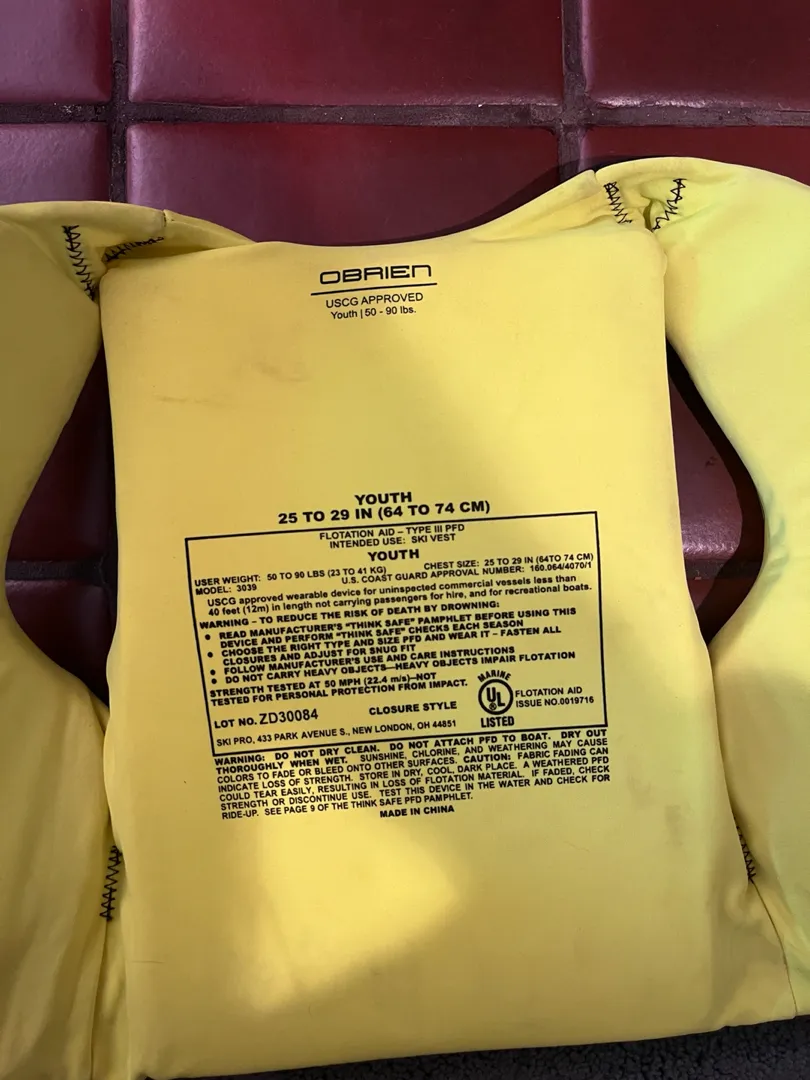 OBRIEN
USCG APPROVED
Youth | 50 - 90 lbs.
YOUTH
25 TO 29 IN (64 TO 74 CM)
FLOTATION AID – TYPE III PFD
INTENDED USE: SKI VEST
YOUTH
USER WEIGHT: 50 TO 90 LBS (23 TO 41 KG) CHEST SIZE: 25 TO 29 IN (64TO 74 CM)
MODEL: 3039 U.S. COAST GUARD APPROVAL NUMBER: 160.064/4070/1
USCG approved wearable device for uninspected commercial vessels less than
40 feet (12m) in length not carrying passengers for hire, and for recreational boats.
WARNING – TO REDUCE THE RISK OF DEATH BY DROWNING:
• READ MANUFACTURER'S "THINK SAFE" PAMPHLET BEFORE USING THIS
DEVICE AND PERFORM "THINK SAFE" CHECKS EACH SEASON
• CHOOSE THE RIGHT TYPE AND SIZE PFD AND WEAR IT – FASTEN ALL
CLOSURES AND ADJUST FOR SNUG FIT
• FOLLOW MANUFACTURER'S USE AND CARE INSTRUCTIONS
• DO NOT CARRY HEAVY OBJECTS—HEAVY OBJECTS IMPAIR FLOTATION
STRENGTH TESTED AT 50 MPH (22.4 m/s)–NOT
TESTED FOR PERSONAL PROTECTION FROM IMPACT.
MARINE
UL
®
LISTED
FLOTATION AID
ISSUE NO.0019716
LOT NO. ZD30084 CLOSURE STYLE
SKI PRO, 433 PARK AVENUE S., NEW LONDON, OH 44851
WARNING: DO NOT DRY CLEAN. DO NOT ATTACH PFD TO BOAT. DRY OUT
THOROUGHLY WHEN WET. SUNSHINE, CHLORINE, AND WEATHERING MAY CAUSE
COLORS TO FADE OR BLEED ONTO OTHER SURFACES. CAUTION: FABRIC FADING CAN
INDICATE LOSS OF STRENGTH. STORE IN DRY, COOL, DARK PLACE. A WEATHERED PFD
COULD TEAR EASILY, RESULTING IN LOSS OF FLOTATION MATERIAL. IF FADED, CHECK
STRENGTH OR DISCONTINUE USE. TEST THIS DEVICE IN THE WATER AND CHECK FOR
RIDE-UP. SEE PAGE 9 OF THE THINK SAFE PFD PAMPHLET.
MADE IN CHINA